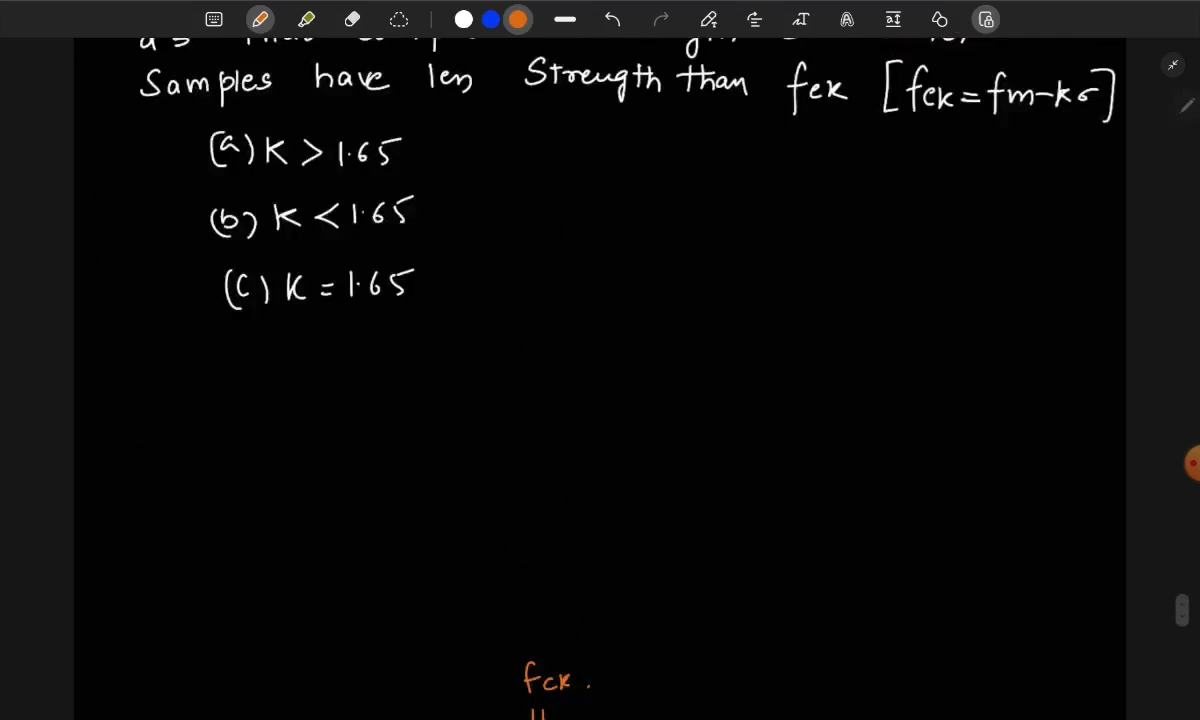 Samples have less Strength than fck [fck = fm - kσ]
(a) K > 1.65
(b) K < 1.65
(c) K = 1.65
fck .